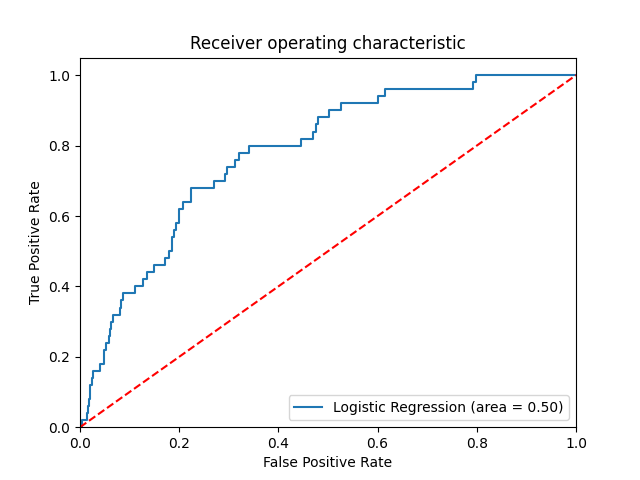 Receiver operating characteristic
True Positive Rate
1.0
0.8
0.6
0.4
0.2
0.0
Logistic Regression (area = 0.50)
0.0 0.2 0.4 0.6 0.8 1.0
False Positive Rate